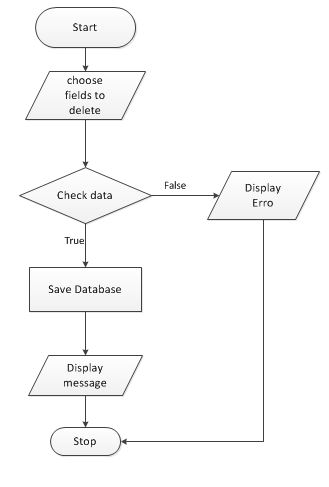 Start
choose
fields to
delete
Check data
False
Display
Erro
True
Save Database
Display
message
Stop